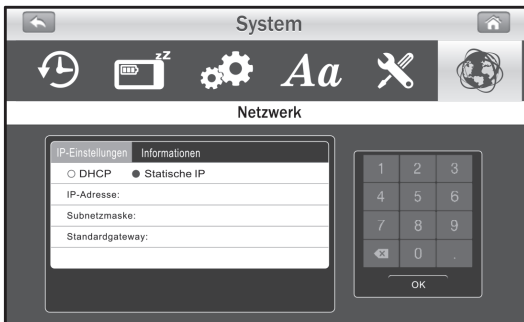 System
zZ
Aa
Netzwerk
IP-Einstellungen Informationen
DHCP Statische IP
IP-Adresse:
Subnetzmaske:
Standardgateway:
1 2 3
4 5 6
7 8 9
0 .
OK